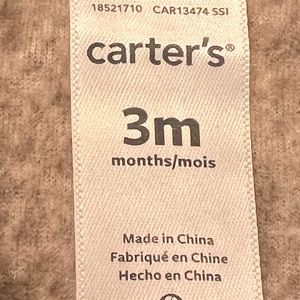 18521710 CAR13474 SSI
carter's®
3m
months/mois
Made in China
Fabriqué en Chine
Hecho en China